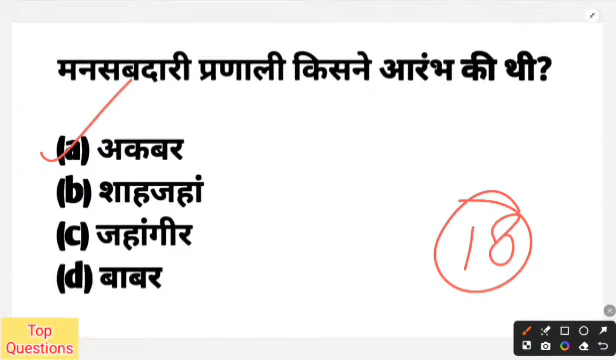 मनसबदारी प्रणाली किसने आरंभ की थी?
(a) अकबर
(b) शाहजहां
(c) जहांगीर
(d) बाबर
18
Top
Questions